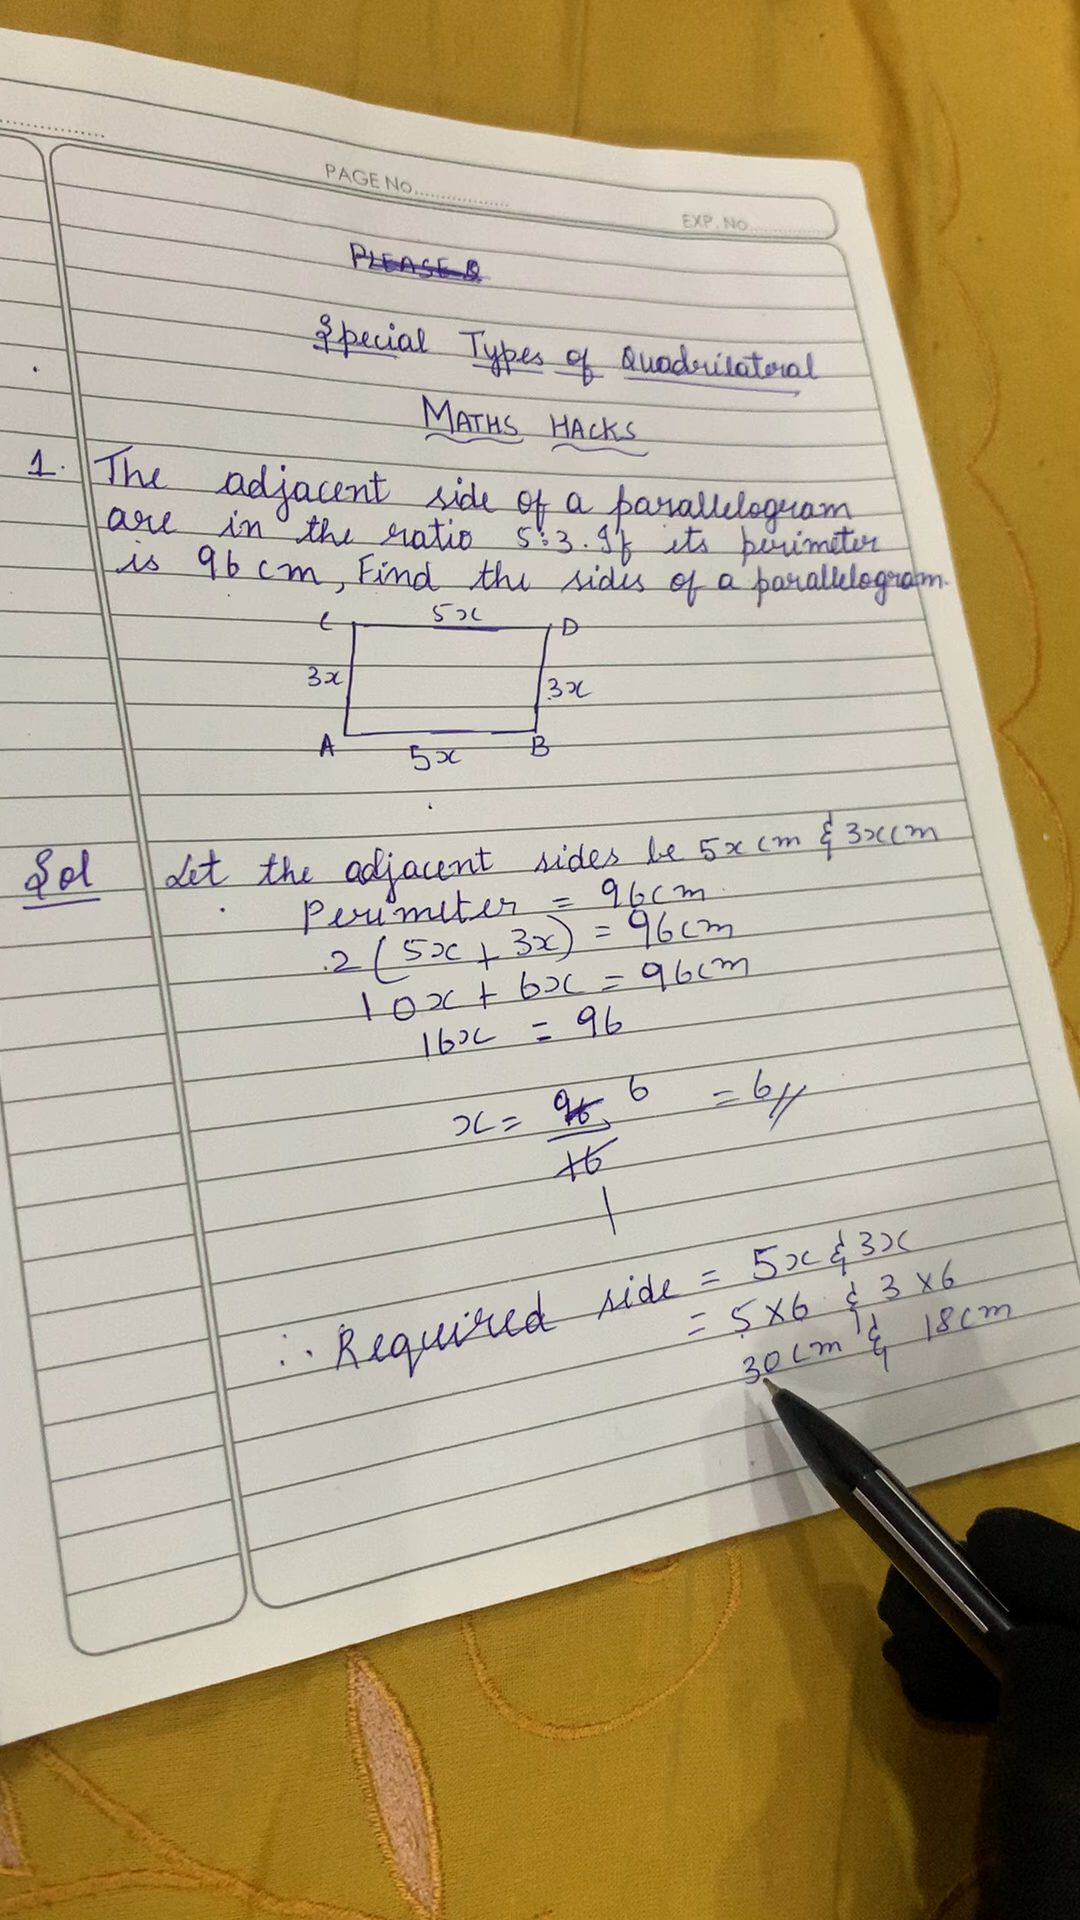 PAGE No.
EXP. No.
Special Types of Quadrilateral
MATHS HACKS
1. The adjacent side of a parallelogram
are in the ratio 5:3. If its perimeter
is 96 cm, Find the sides of a parallelogram.
C 5x D
3x 3x
A 5x B
Sol Let the adjacent sides be 5x cm & 3x cm
Perimeter = 96cm
2(5x + 3x) = 96cm
10x + 6x = 96cm
16x = 96
x = 96 6 = 6//
16
1
∴ Required side = 5x & 3x
= 5x6 & 3x6
30cm & 18cm